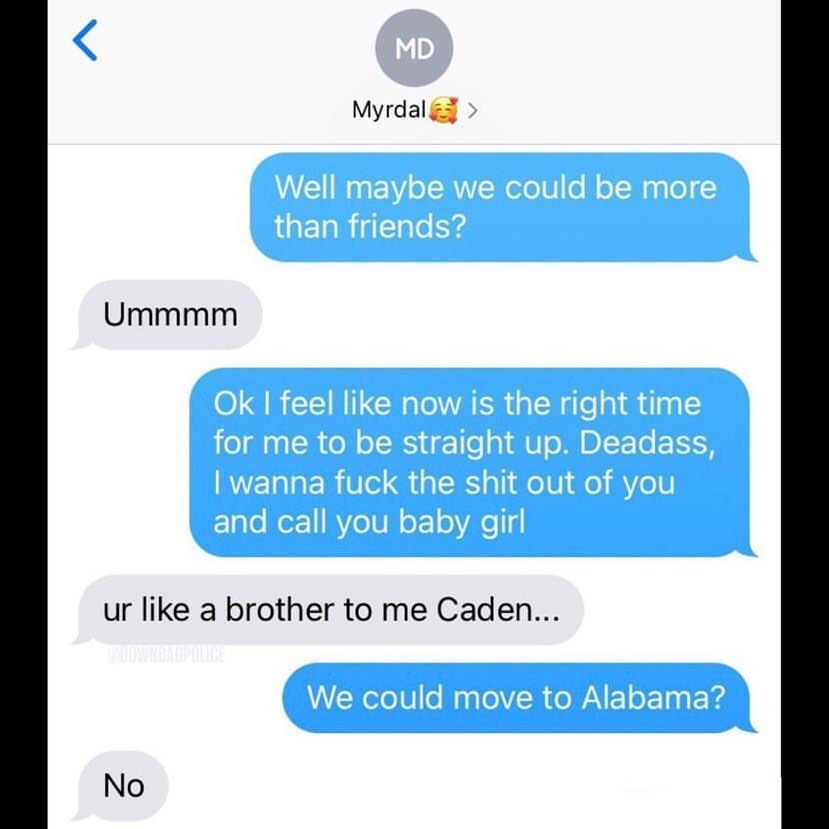 MD
Myrdal🥰 >
Well maybe we could be more
than friends?
Ummmm
Ok I feel like now is the right time
for me to be straight up. Deadass,
I wanna fuck the shit out of you
and call you baby girl
ur like a brother to me Caden...
@DOWNBADPOLICE
We could move to Alabama?
No